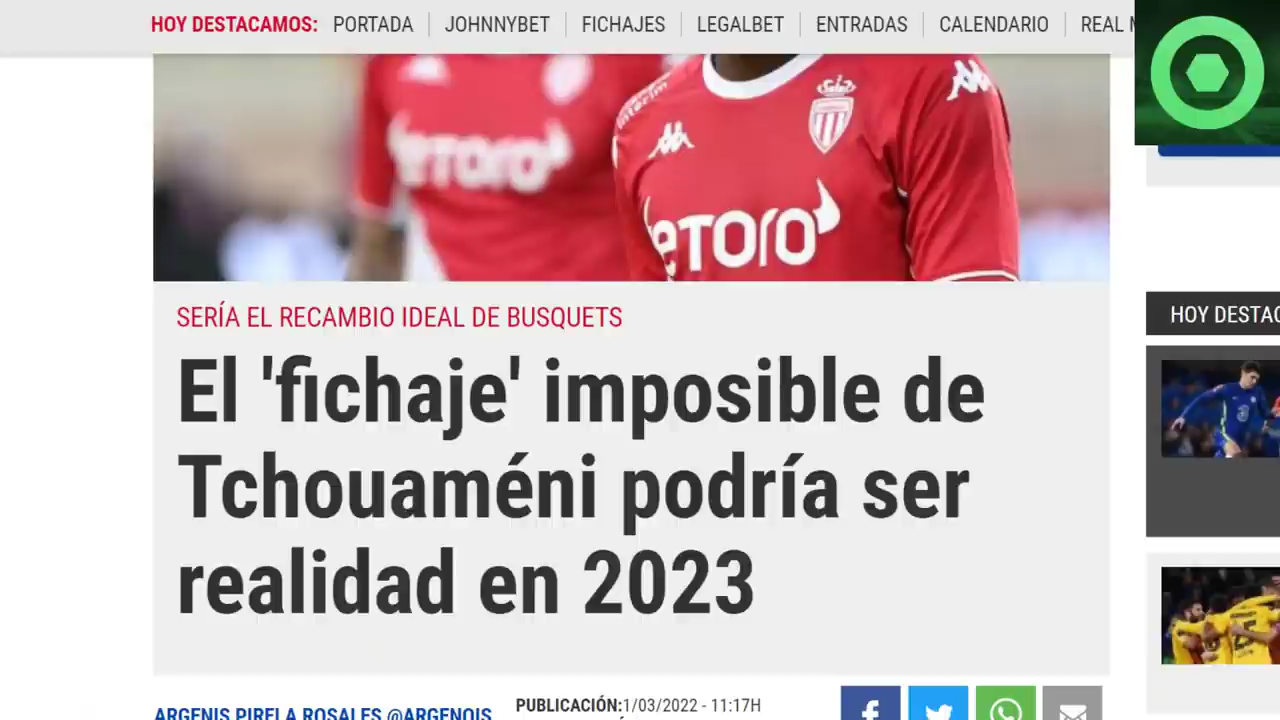 HOY DESTACAMOS: PORTADA JOHNNYBET FICHAJES LEGALBET ENTRADAS CALENDARIO REAL
eTORO
eTORO
SERÍA EL RECAMBIO IDEAL DE BUSQUETS
El 'fichaje' imposible de
Tchouaméni podría ser
realidad en 2023
HOY DESTAC
PUBLICACIÓN:1/03/2022 - 11:17H
ARGENIS PIRELA ROSALES @ARGENOIS